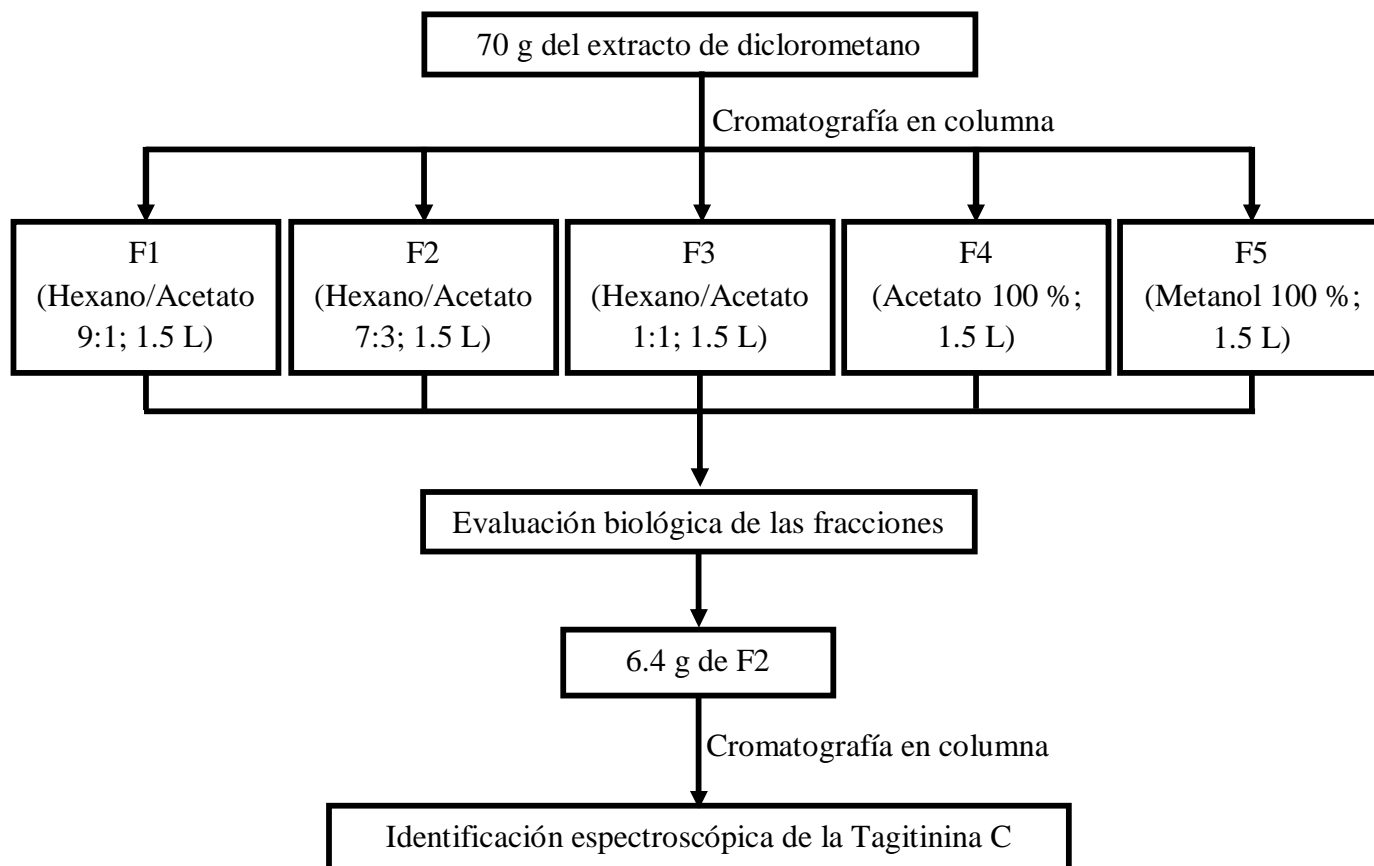 70 g del extracto de diclorometano
Cromatografía en columna
F1
(Hexano/Acetato
9:1; 1.5 L)
F2
(Hexano/Acetato
7:3; 1.5 L)
F3
(Hexano/Acetato
1:1; 1.5 L)
F4
(Acetato 100 %;
1.5 L)
F5
(Metanol 100 %;
1.5 L)
Evaluación biológica de las fracciones
6.4 g de F2
Cromatografía en columna
Identificación espectroscópica de la Tagitinina C